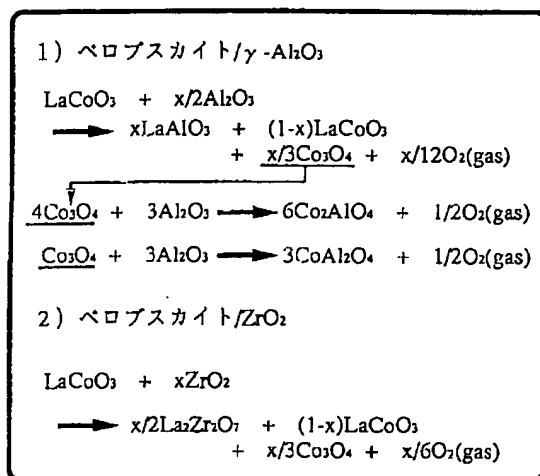 1) ペロブスカイト/γ-Al₂O₃
LaCoO₃ + x/2Al₂O₃
→ xLaAlO₃ + (1-x)LaCoO₃
+ x/3Co₃O₄ + x/12O₂(gas)
4Co₃O₄ + 3Al₂O₃ → 6Co₂AlO₄ + 1/2O₂(gas)
Co₃O₄ + 3Al₂O₃ → 3CoAl₂O₄ + 1/2O₂(gas)
2) ペロブスカイト/ZrO₂
LaCoO₃ + xZrO₂
→ x/2La₂Zr₂O₇ + (1-x)LaCoO₃
+ x/3Co₃O₄ + x/6O₂(gas)